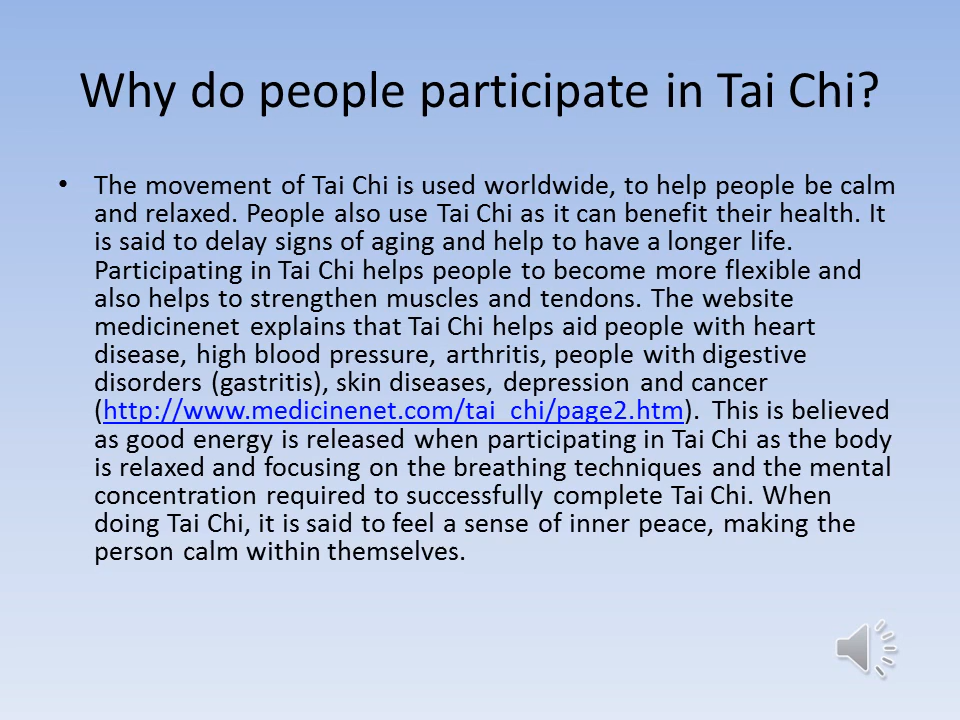 Why do people participate in Tai Chi?
• The movement of Tai Chi is used worldwide, to help people be calm
and relaxed. People also use Tai Chi as it can benefit their health. It
is said to delay signs of aging and help to have a longer life.
Participating in Tai Chi helps people to become more flexible and
also helps to strengthen muscles and tendons. The website
medicinenet explains that Tai Chi helps aid people with heart
disease, high blood pressure, arthritis, people with digestive
disorders (gastritis), skin diseases, depression and cancer
(http://www.medicinenet.com/tai_chi/page2.htm). This is believed
as good energy is released when participating in Tai Chi as the body
is relaxed and focusing on the breathing techniques and the mental
concentration required to successfully complete Tai Chi. When
doing Tai Chi, it is said to feel a sense of inner peace, making the
person calm within themselves.